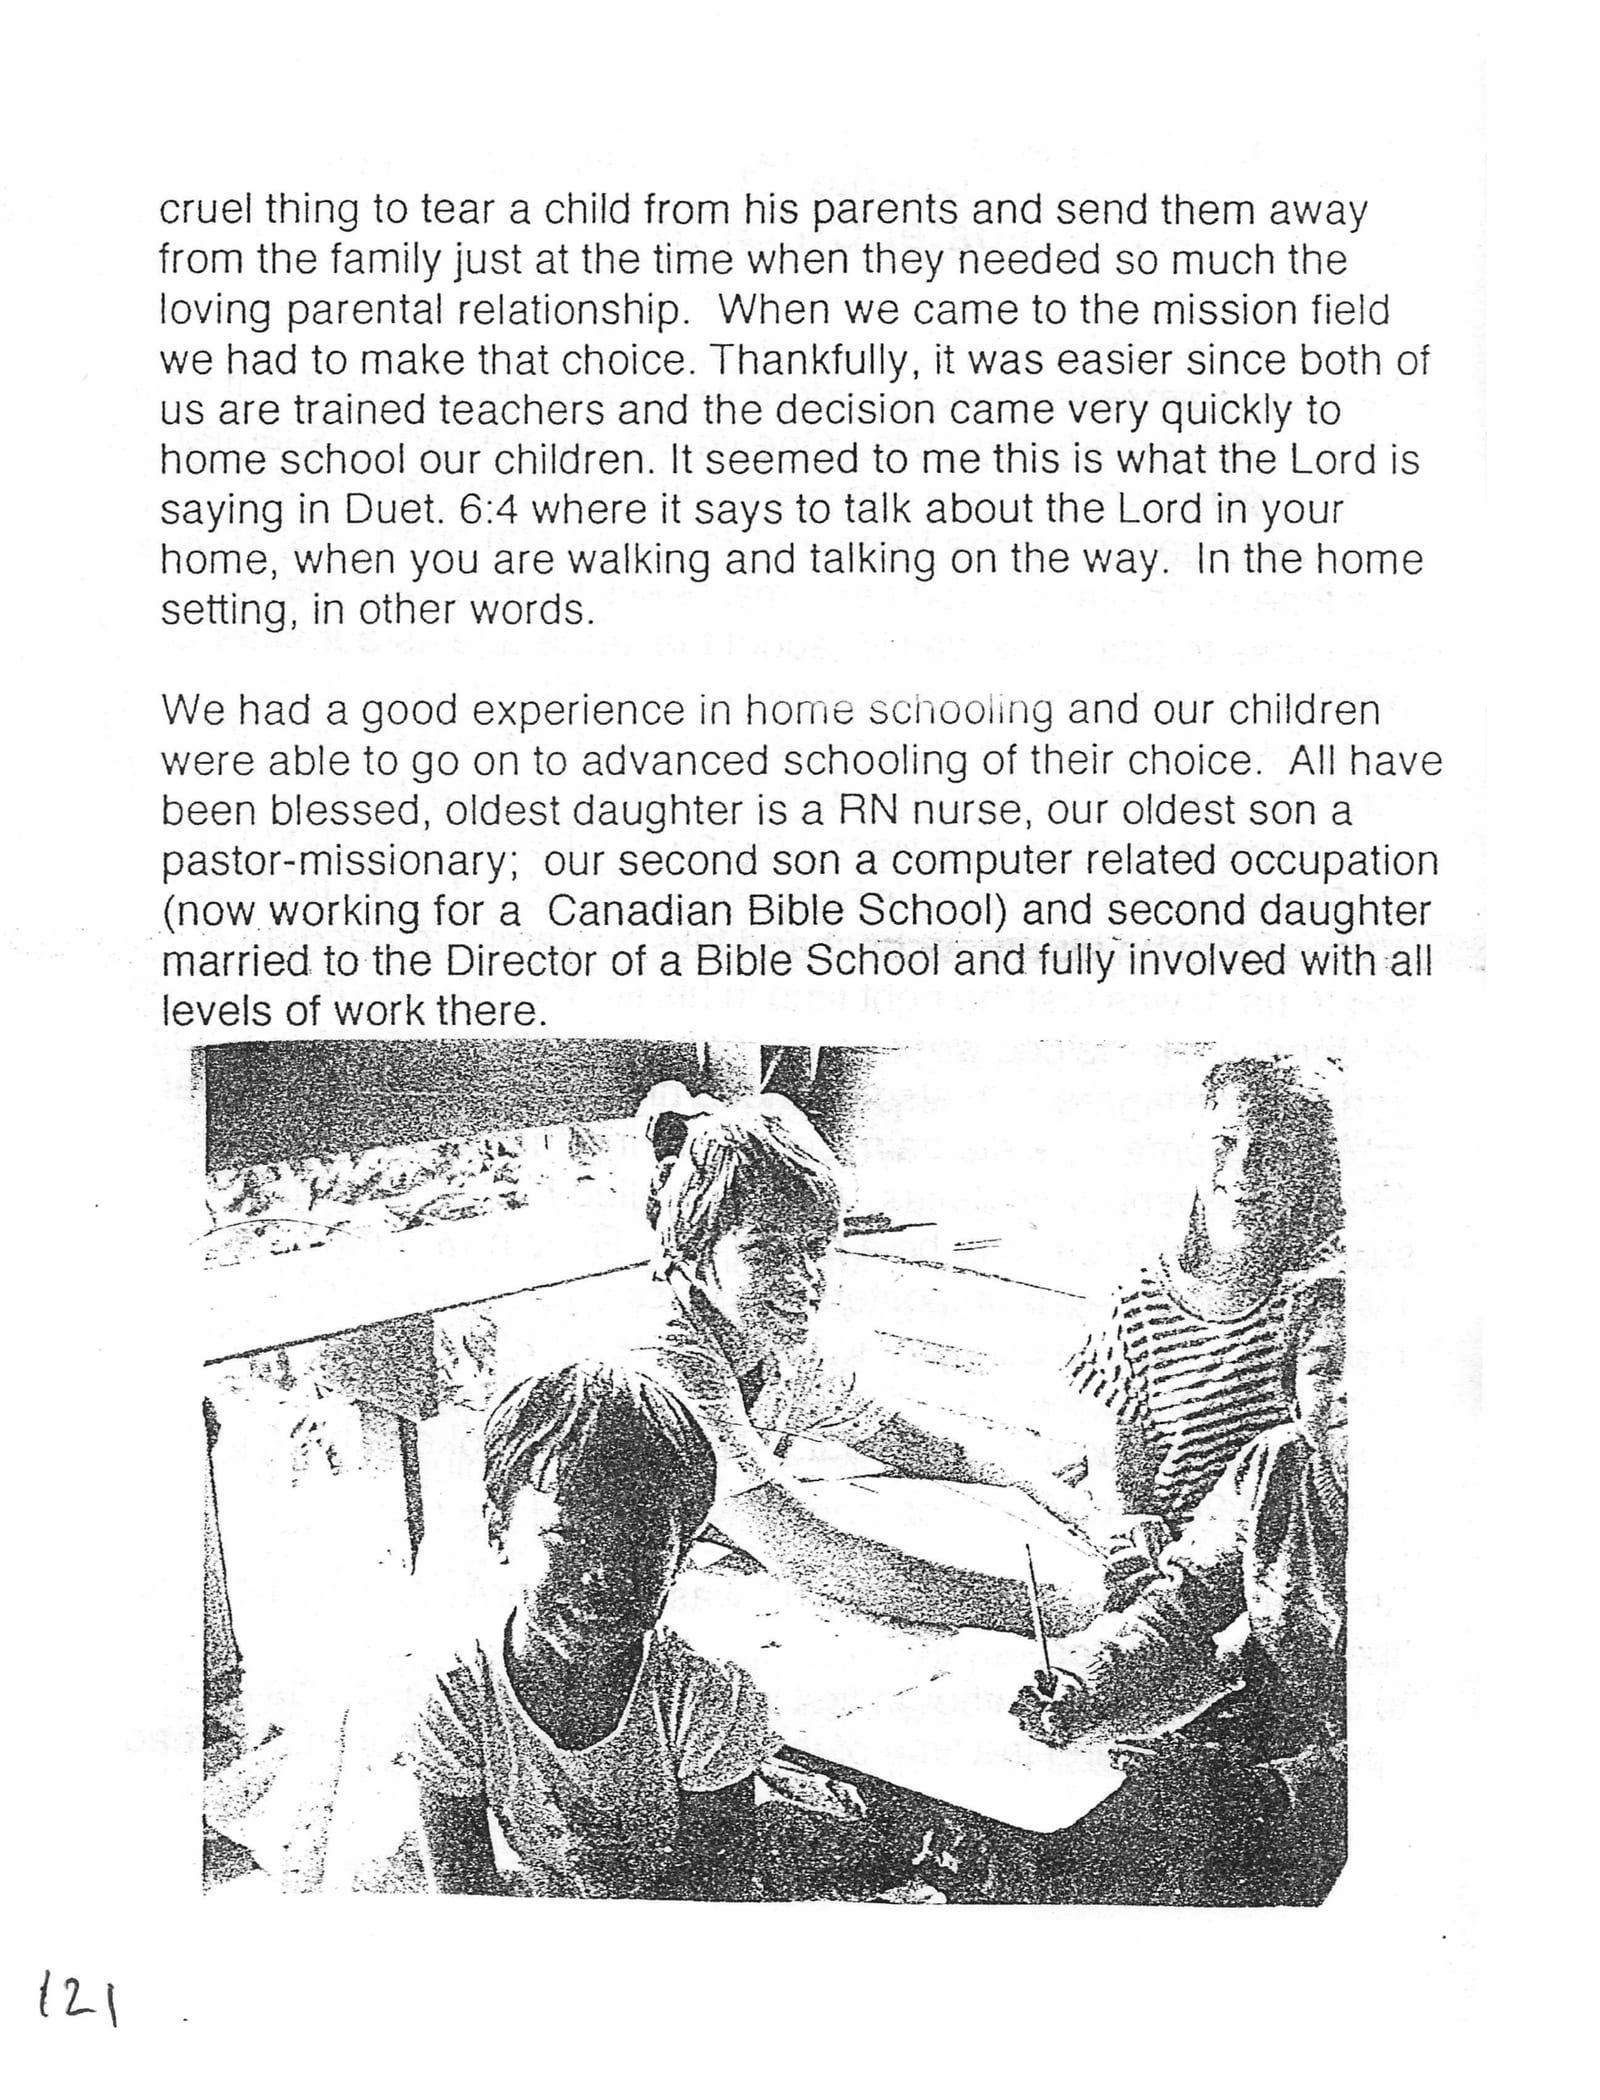 cruel thing to tear a child from his parents and send them away
from the family just at the time when they needed so much the
loving parental relationship.  When we came to the mission field
we had to make that choice. Thankfully, it was easier since both of
us are trained teachers and the decision came very quickly to
home school our children. It seemed to me this is what the Lord is
saying in Duet. 6:4 where it says to talk about the Lord in your
home, when you are walking and talking on the way.  In the home
setting, in other words.

We had a good experience in home schooling and our children
were able to go on to advanced schooling of their choice.  All have
been blessed, oldest daughter is a RN nurse, our oldest son a
pastor-missionary;  our second son a computer related occupation
(now working for a  Canadian Bible School) and second daughter
married to the Director of a Bible School and fully involved with all
levels of work there.
121